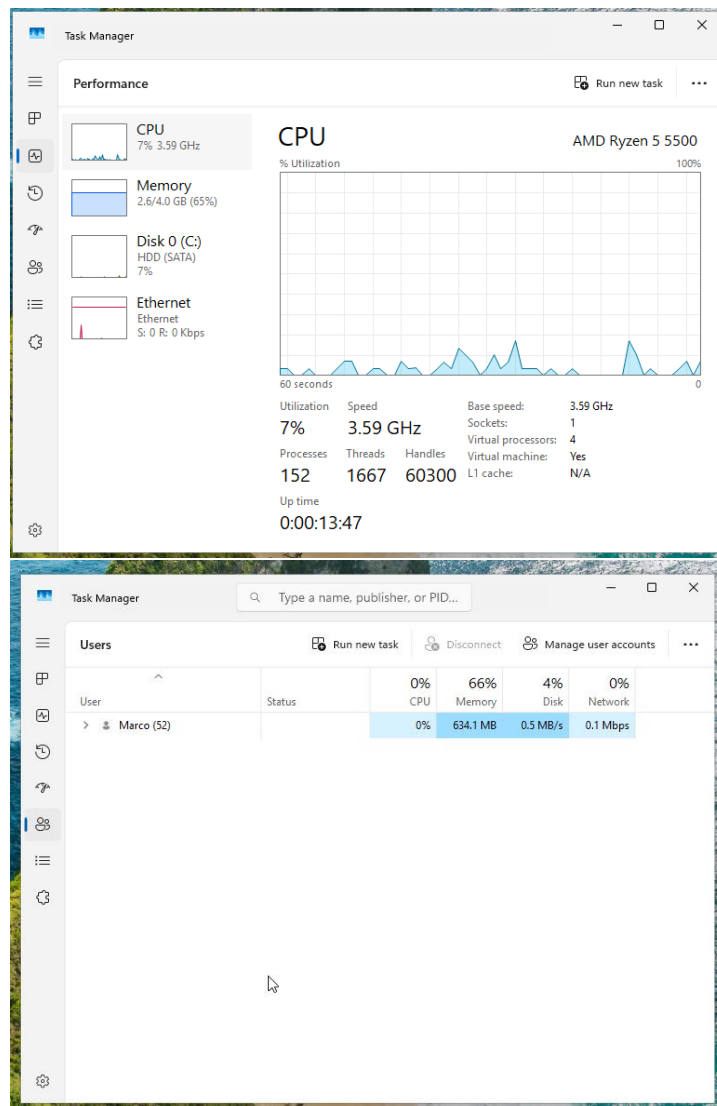 Task Manager
Performance
Run new task
CPU
7% 3.59 GHz
Memory
2.6/4.0 GB (65%)
Disk 0 (C:)
HDD (SATA)
7%
Ethernet
Ethernet
S: 0 R: 0 Kbps
CPU
AMD Ryzen 5 5500
% Utilization
100%
60 seconds
0
Utilization
Speed
7%
3.59 GHz
Processes
Threads
Handles
152
1667
60300
Up time
0:00:13:47
Base speed:
3.59 GHz
Sockets:
1
Virtual processors:
4
Virtual machine:
Yes
L1 cache:
N/A
Task Manager
Type a name, publisher, or PID...
Users
Run new task
Disconnect
Manage user accounts
0%
66%
4%
0%
User
Status
CPU
Memory
Disk
Network
Marco (52)
0%
634.1 MB
0.5 MB/s
0.1 Mbps